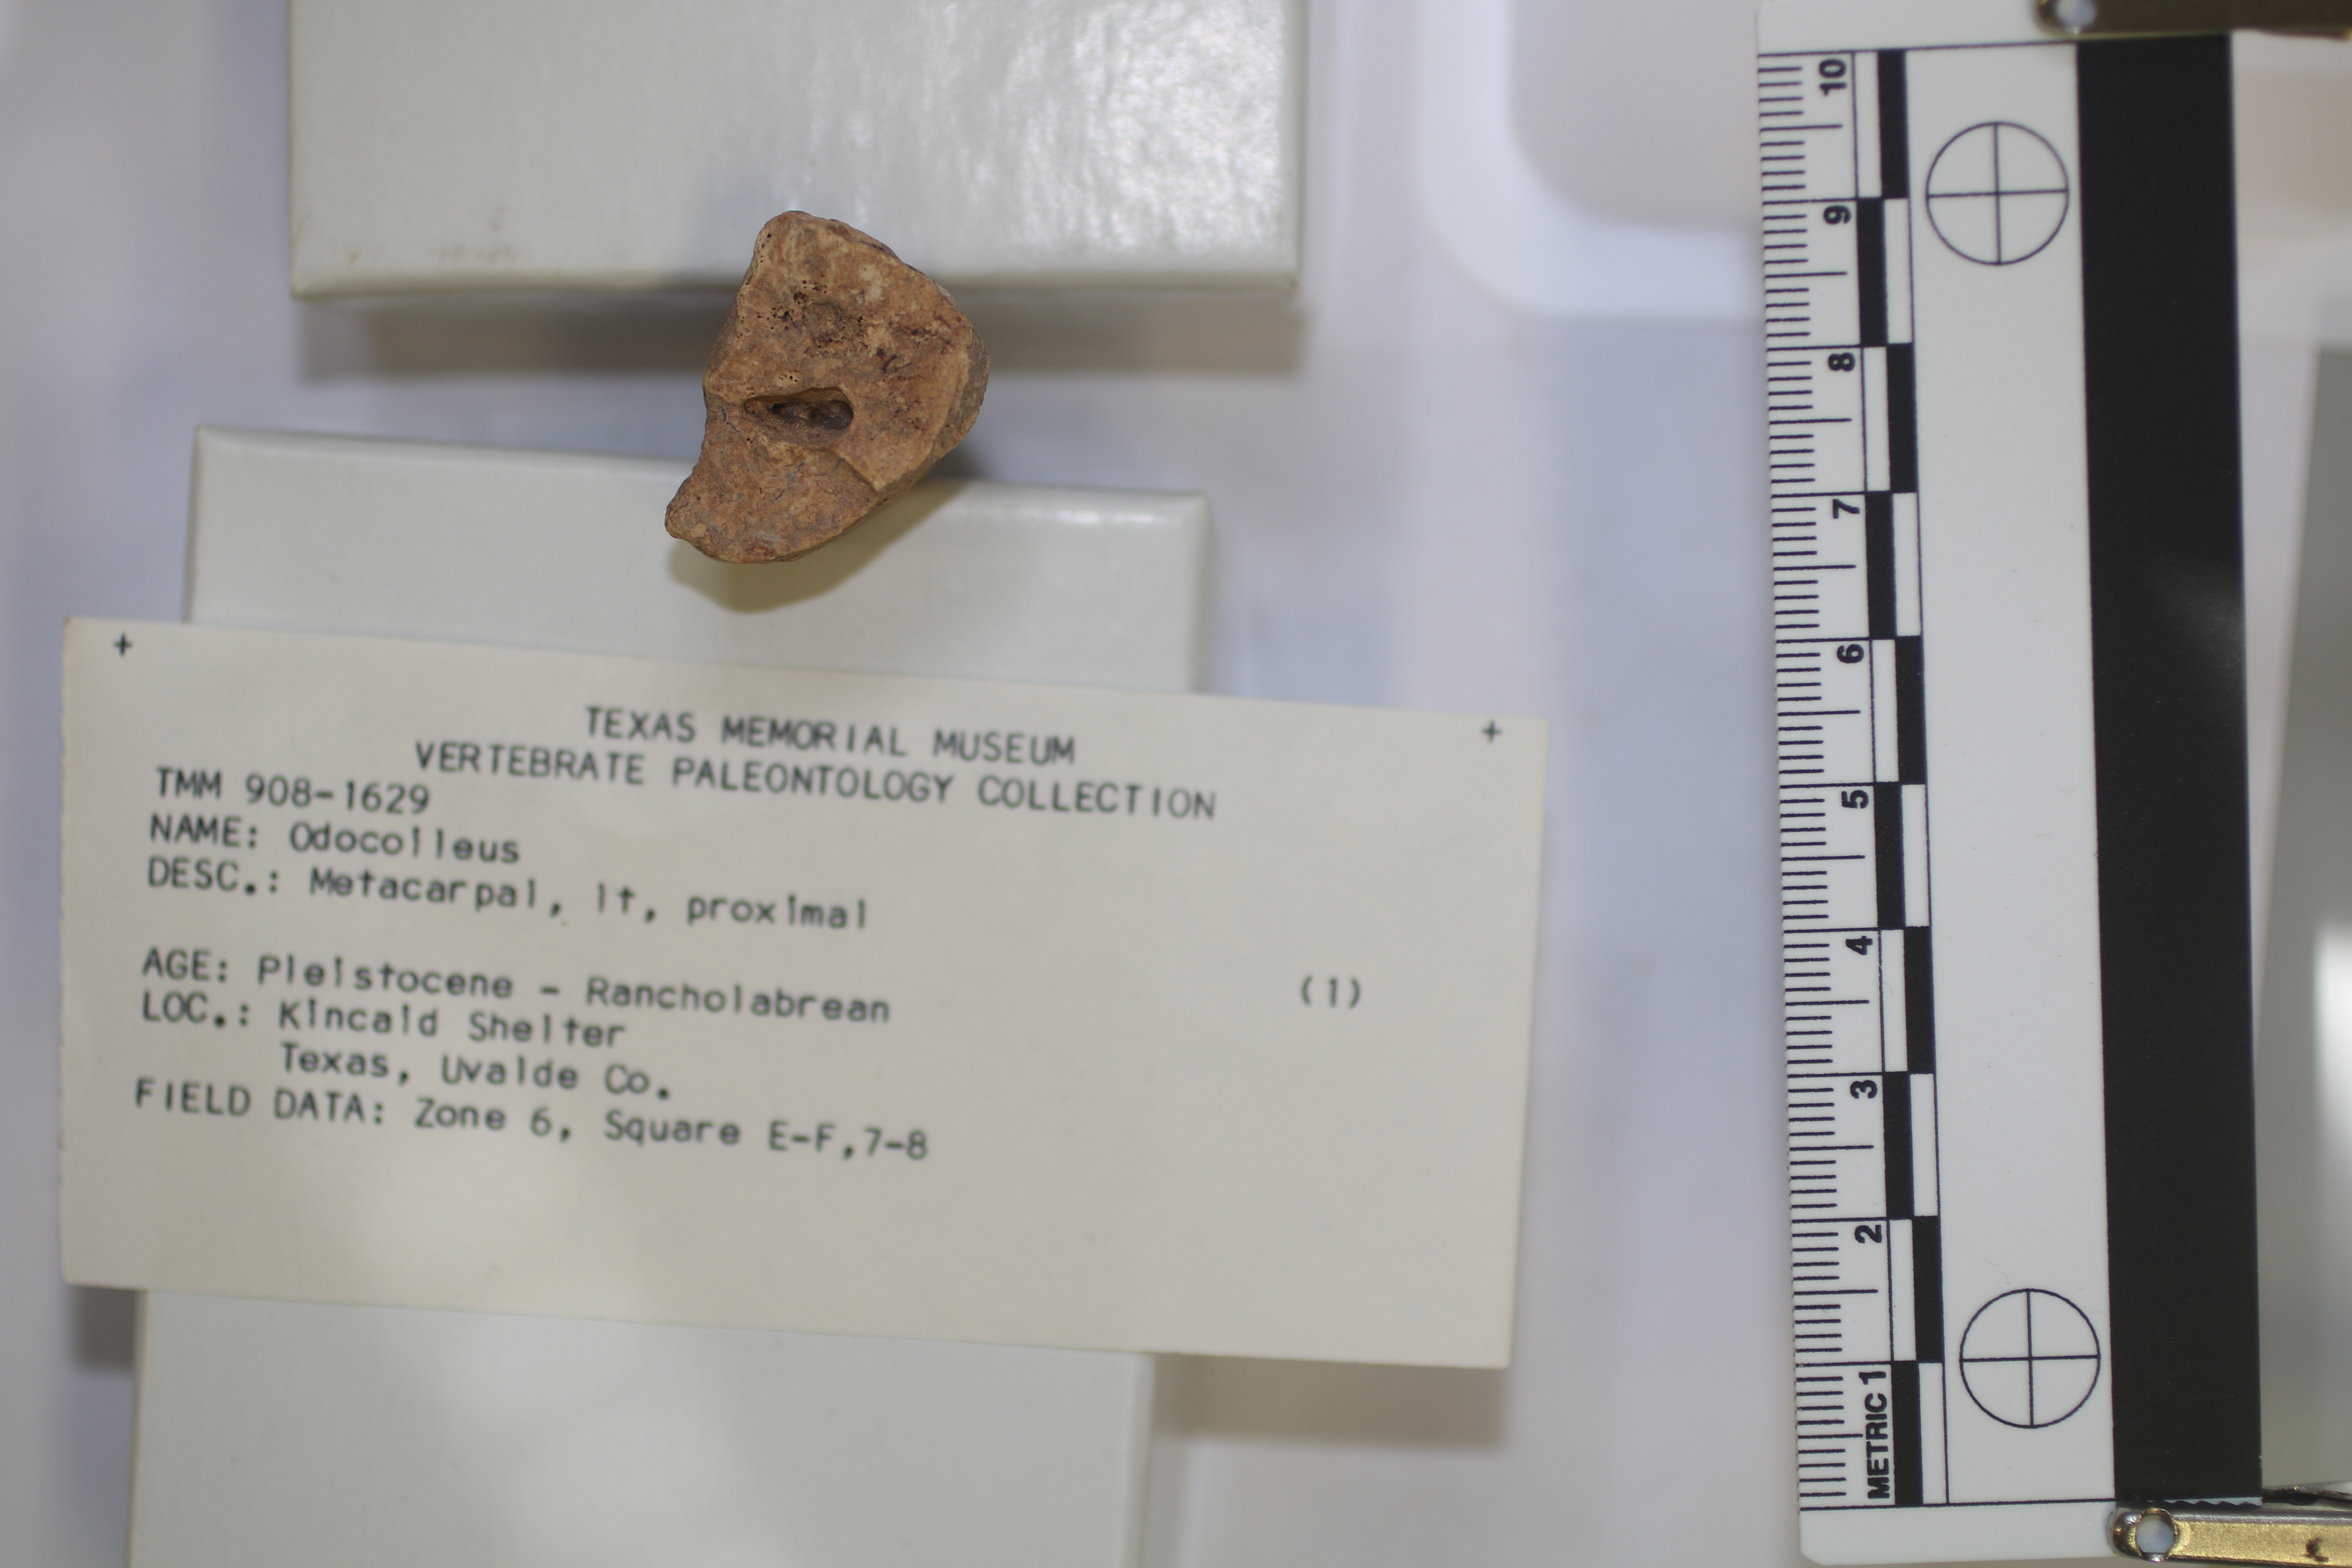 TEXAS MEMORIAL MUSEUM
VERTEBRATE PALEONTOLOGY COLLECTION
TMM 908-1629
NAME: Odocoileus
DESC.: Metacarpal, lt, proximal
AGE: Pleistocene - Rancholabrean
LOC.: Kincaid Shelter (1)
Texas, Uvalde Co.
FIELD DATA: Zone 6, Square E-F,7-8
METRIC 1 2 3 4 5 6 7 8 9 10